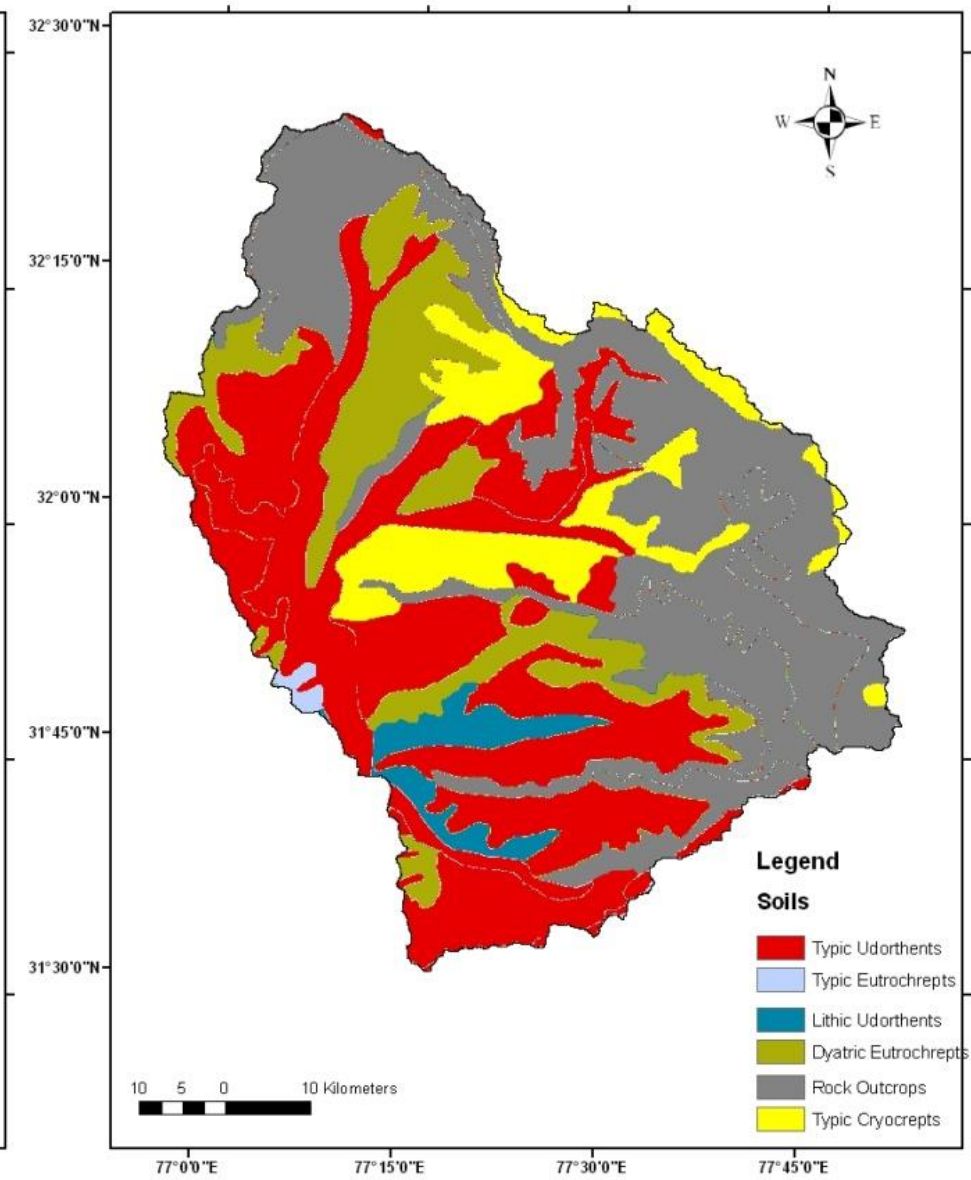 32°30'0"N
N
W E
S
32°15'0"N
32°0'0"N
31°45'0"N
31°30'0"N
Legend
Soils
Typic Udorthents
Typic Eutrochrepts
Lithic Udorthents
Dyatric Eutrochrepts
Rock Outcrops
Typic Cryocrepts
10 5 0 10 Kilometers
77°0'0"E 77°15'0"E 77°30'0"E 77°45'0"E